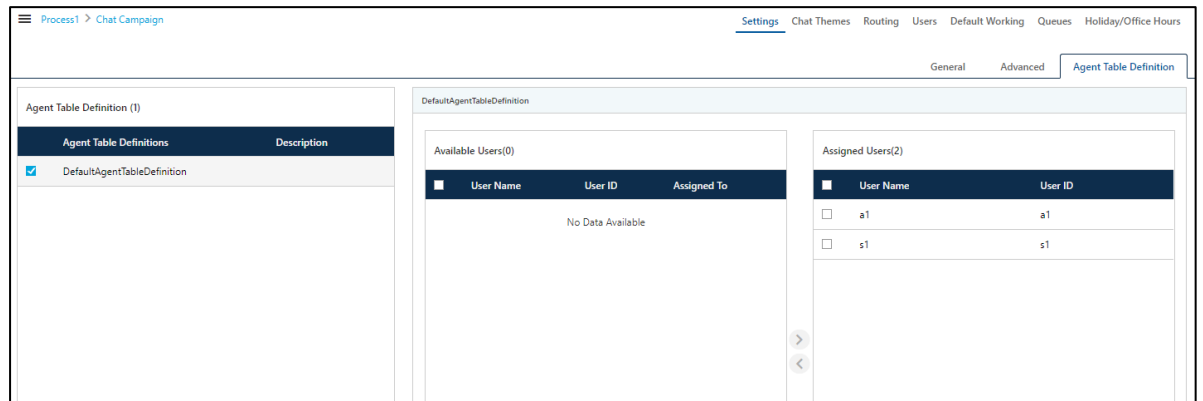 Process1 > Chat Campaign
Settings Chat Themes Routing Users Default Working Queues Holiday/Office Hours
General Advanced Agent Table Definition
Agent Table Definition (1)
Agent Table Definitions Description
DefaultAgentTableDefinition
DefaultAgentTableDefinition
Available Users(0)
User Name User ID Assigned To
No Data Available
Assigned Users(2)
User Name User ID
a1 a1
s1 s1